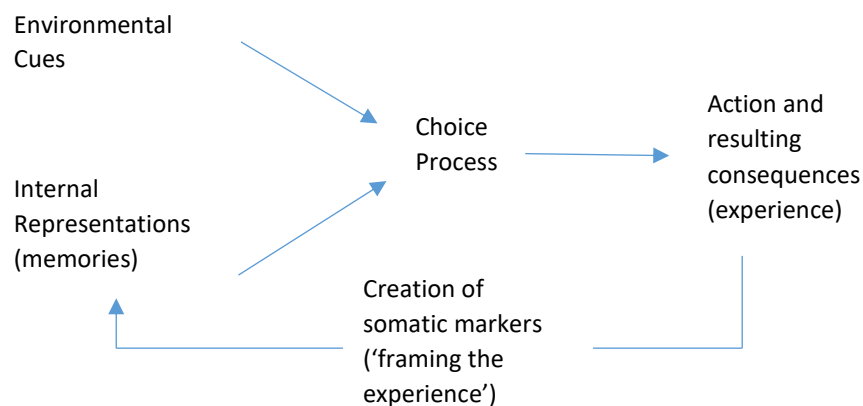 Environmental
Cues
Choice
Process
Action and
resulting
consequences
(experience)
Internal
Representations
(memories)
Creation of
somatic markers
(‘framing the
experience’)